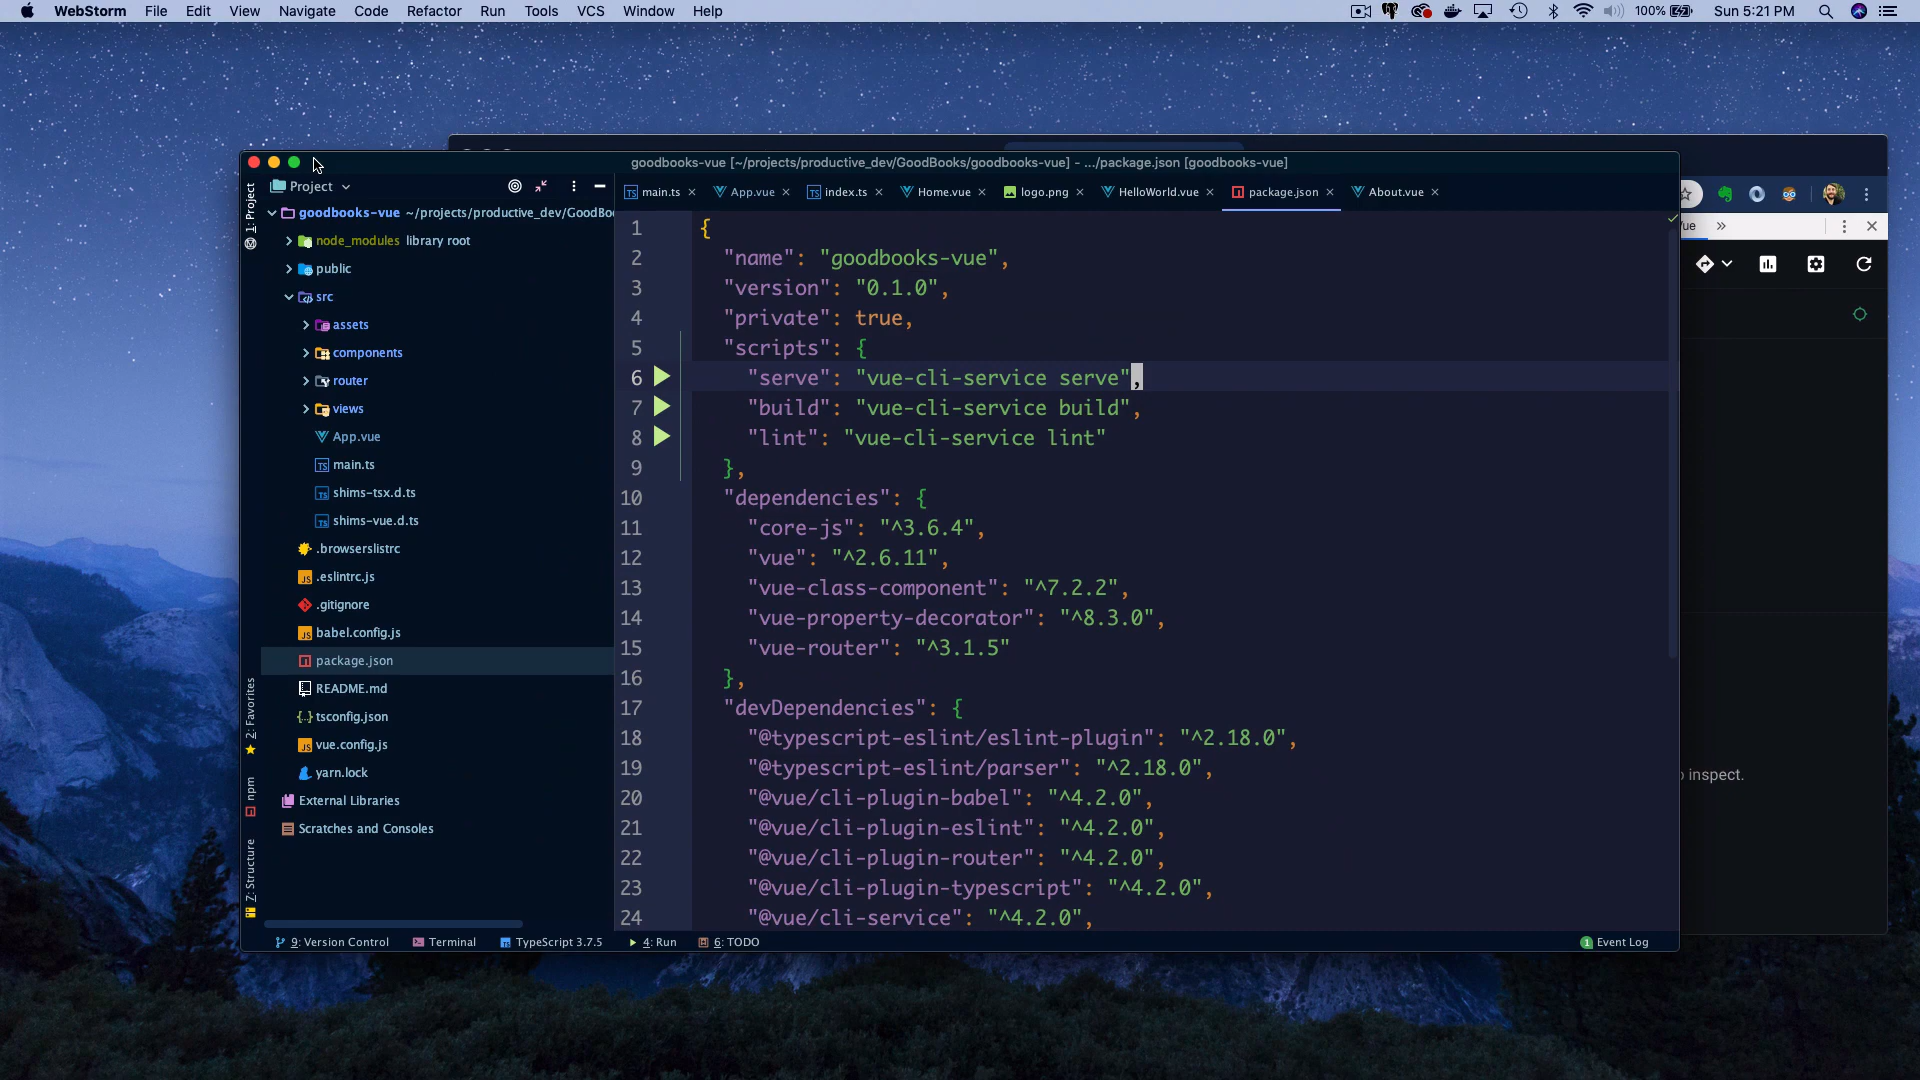 WebStorm File Edit View Navigate Code Refactor Run Tools VCS Window Help 100% Sun 5:21 PM
goodbooks-vue [~/projects/productive_dev/GoodBooks/goodbooks-vue] - .../package.json [goodbooks-vue]
Project
main.ts App.vue index.ts Home.vue logo.png HelloWorld.vue package.json About.vue
1: Project
goodbooks-vue ~/projects/productive_dev/GoodBoo
node_modules library root
public
src
assets
components
router
views
App.vue
main.ts
shims-tsx.d.ts
shims-vue.d.ts
.browserslistrc
.eslintrc.js
.gitignore
babel.config.js
package.json
README.md
tsconfig.json
vue.config.js
yarn.lock
External Libraries
Scratches and Consoles
2: Favorites
npm
Z: Structure
1 {
2 "name": "goodbooks-vue",
3 "version": "0.1.0",
4 "private": true,
5 "scripts": {
6 "serve": "vue-cli-service serve",
7 "build": "vue-cli-service build",
8 "lint": "vue-cli-service lint"
9 },
10 "dependencies": {
11 "core-js": "^3.6.4",
12 "vue": "^2.6.11",
13 "vue-class-component": "^7.2.2",
14 "vue-property-decorator": "^8.3.0",
15 "vue-router": "^3.1.5"
16 },
17 "devDependencies": {
18 "@typescript-eslint/eslint-plugin": "^2.18.0",
19 "@typescript-eslint/parser": "^2.18.0",
20 "@vue/cli-plugin-babel": "^4.2.0",
21 "@vue/cli-plugin-eslint": "^4.2.0",
22 "@vue/cli-plugin-router": "^4.2.0",
23 "@vue/cli-plugin-typescript": "^4.2.0",
24 "@vue/cli-service": "^4.2.0",
9: Version Control Terminal TypeScript 3.7.5 4: Run 6: TODO 1 Event Log
ue »
inspect.